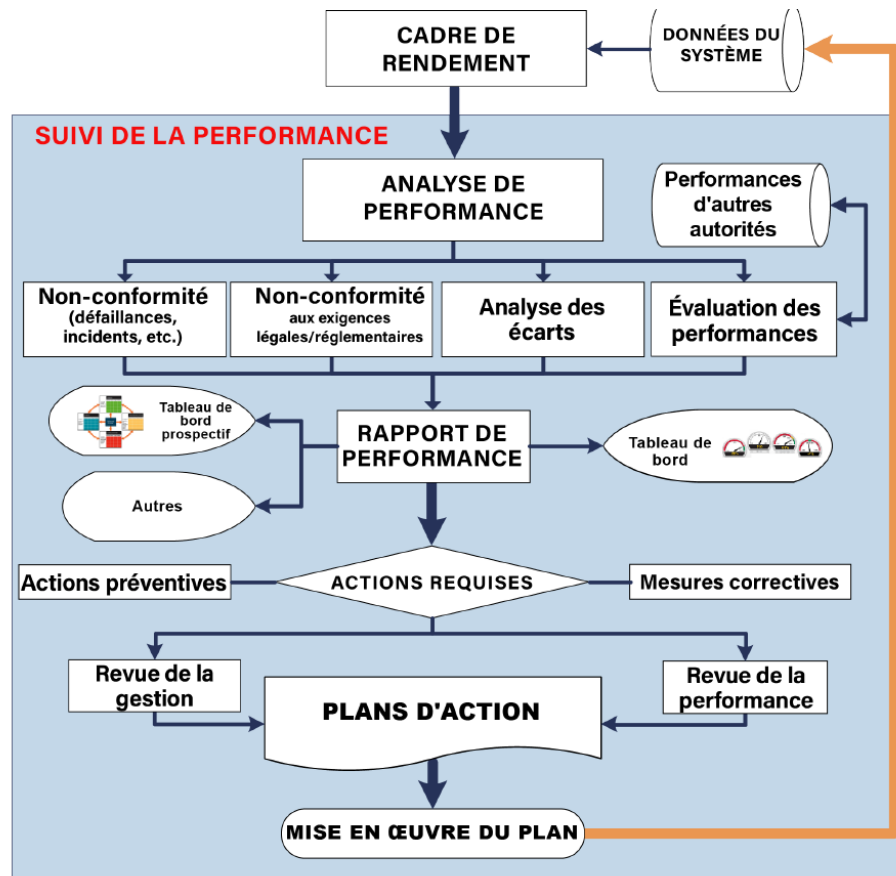 CADRE DE
RENDEMENT
DONNÉES DU
SYSTÈME
SUIVI DE LA PERFORMANCE
ANALYSE DE
PERFORMANCE
Performances
d'autres
autorités
Non-conformité
(défaillances,
incidents, etc.)
Non-conformité
aux exigences
légales/réglementaires
Analyse des
écarts
Évaluation des
performances
Tableau de
bord
prospectif
RAPPORT DE
PERFORMANCE
Tableau de
bord
Autres
Actions préventives
ACTIONS REQUISES
Mesures correctives
Revue de la
gestion
PLANS D'ACTION
Revue de la
performance
MISE EN ŒUVRE DU PLAN